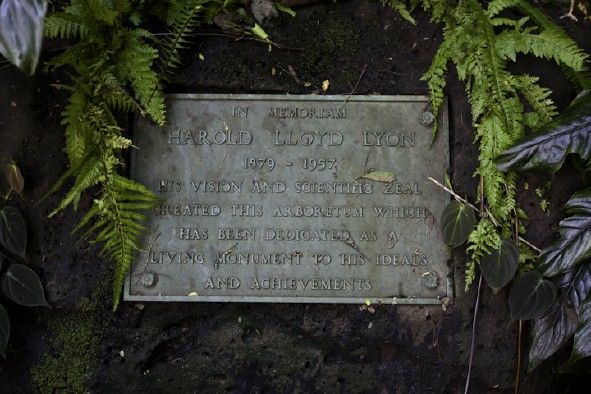 IN MEMORIAM
HAROLD LLOYD LYON
1879 - 1957
HIS VISION AND SCIENTIFIC ZEAL
CREATED THIS ARBORETUM WHICH
HAS BEEN DEDICATED AS A
LIVING MONUMENT TO HIS IDEALS
AND ACHIEVEMENTS